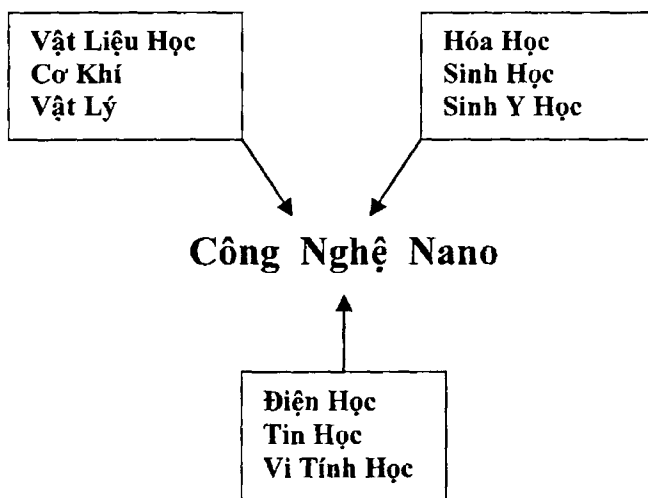 Vật Liệu Học
Cơ Khí
Vật Lý
Hóa Học
Sinh Học
Sinh Y Học
Công Nghệ Nano
Điện Học
Tin Học
Vi Tính Học